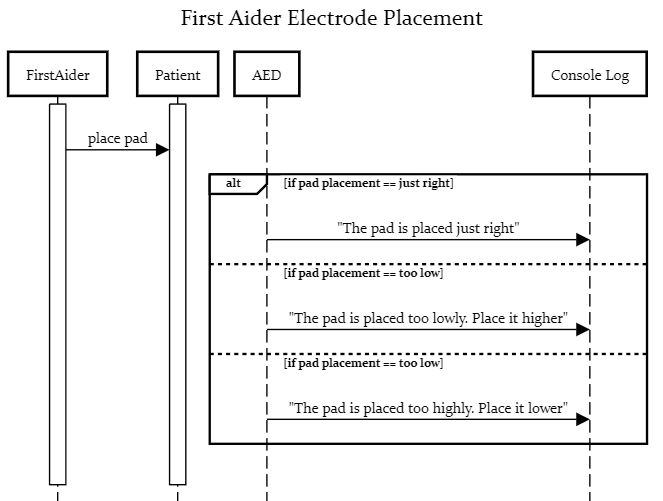 First Aider Electrode Placement
FirstAider
Patient
AED
Console Log
place pad
alt
[if pad placement == just right]
"The pad is placed just right"
[if pad placement == too low]
"The pad is placed too lowly. Place it higher"
[if pad placement == too low]
"The pad is placed too highly. Place it lower"